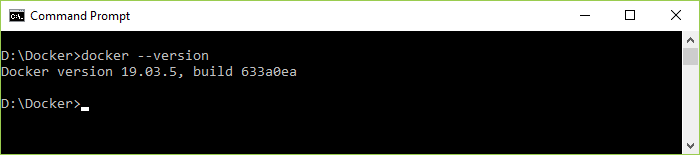 Command Prompt
D:\Docker>docker --version
Docker version 19.03.5, build 633a0ea
D:\Docker>